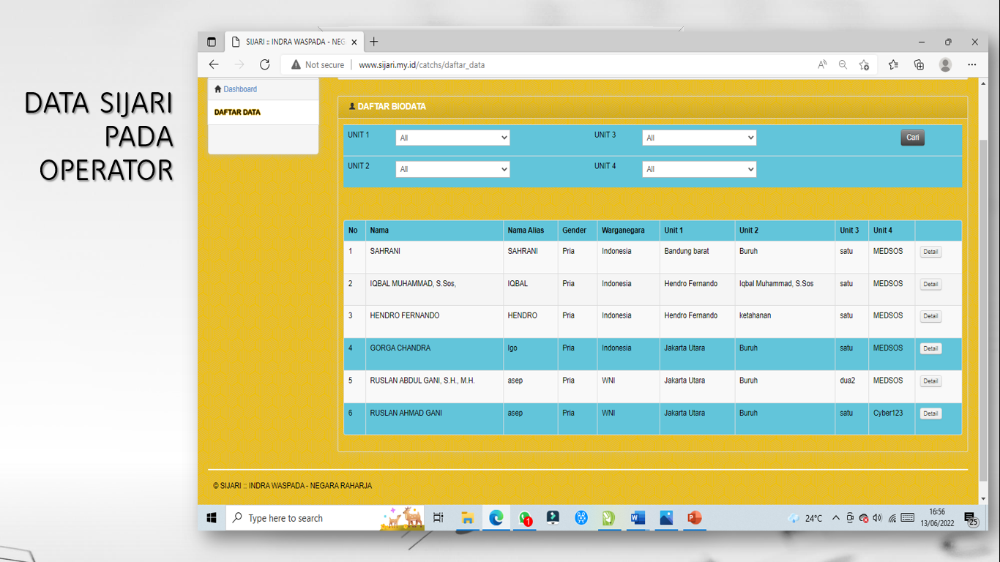 DATA SIJARI
PADA
OPERATOR
SIJARI :: INDRA WASPADA - NEG
Not secure | www.sijari.my.id/catchs/daftar_data
Dashboard
DAFTAR DATA
DAFTAR BIODATA
UNIT 1 All UNIT 3 All Cari
UNIT 2 All UNIT 4 All
No Nama Nama Alias Gender Warganegara Unit 1 Unit 2 Unit 3 Unit 4
1 SAHRANI SAHRANI Pria Indonesia Bandung barat Buruh satu MEDSOS Detail
2 IQBAL MUHAMMAD, S.Sos, IQBAL Pria Indonesia Hendro Fernando Iqbal Muhammad, S.Sos satu MEDSOS Detail
3 HENDRO FERNANDO HENDRO Pria Indonesia Hendro Fernando ketahanan satu MEDSOS Detail
4 GORGA CHANDRA Igo Pria Indonesia Jakarta Utara Buruh satu MEDSOS Detail
5 RUSLAN ABDUL GANI, S.H., M.H. asep Pria WNI Jakarta Utara Buruh dua2 MEDSOS Detail
6 RUSLAN AHMAD GANI asep Pria WNI Jakarta Utara Buruh satu Cyber123 Detail
© SIJARI :: INDRA WASPADA - NEGARA RAHARJA
Type here to search 1 24°C 16:56
13/06/2022 25